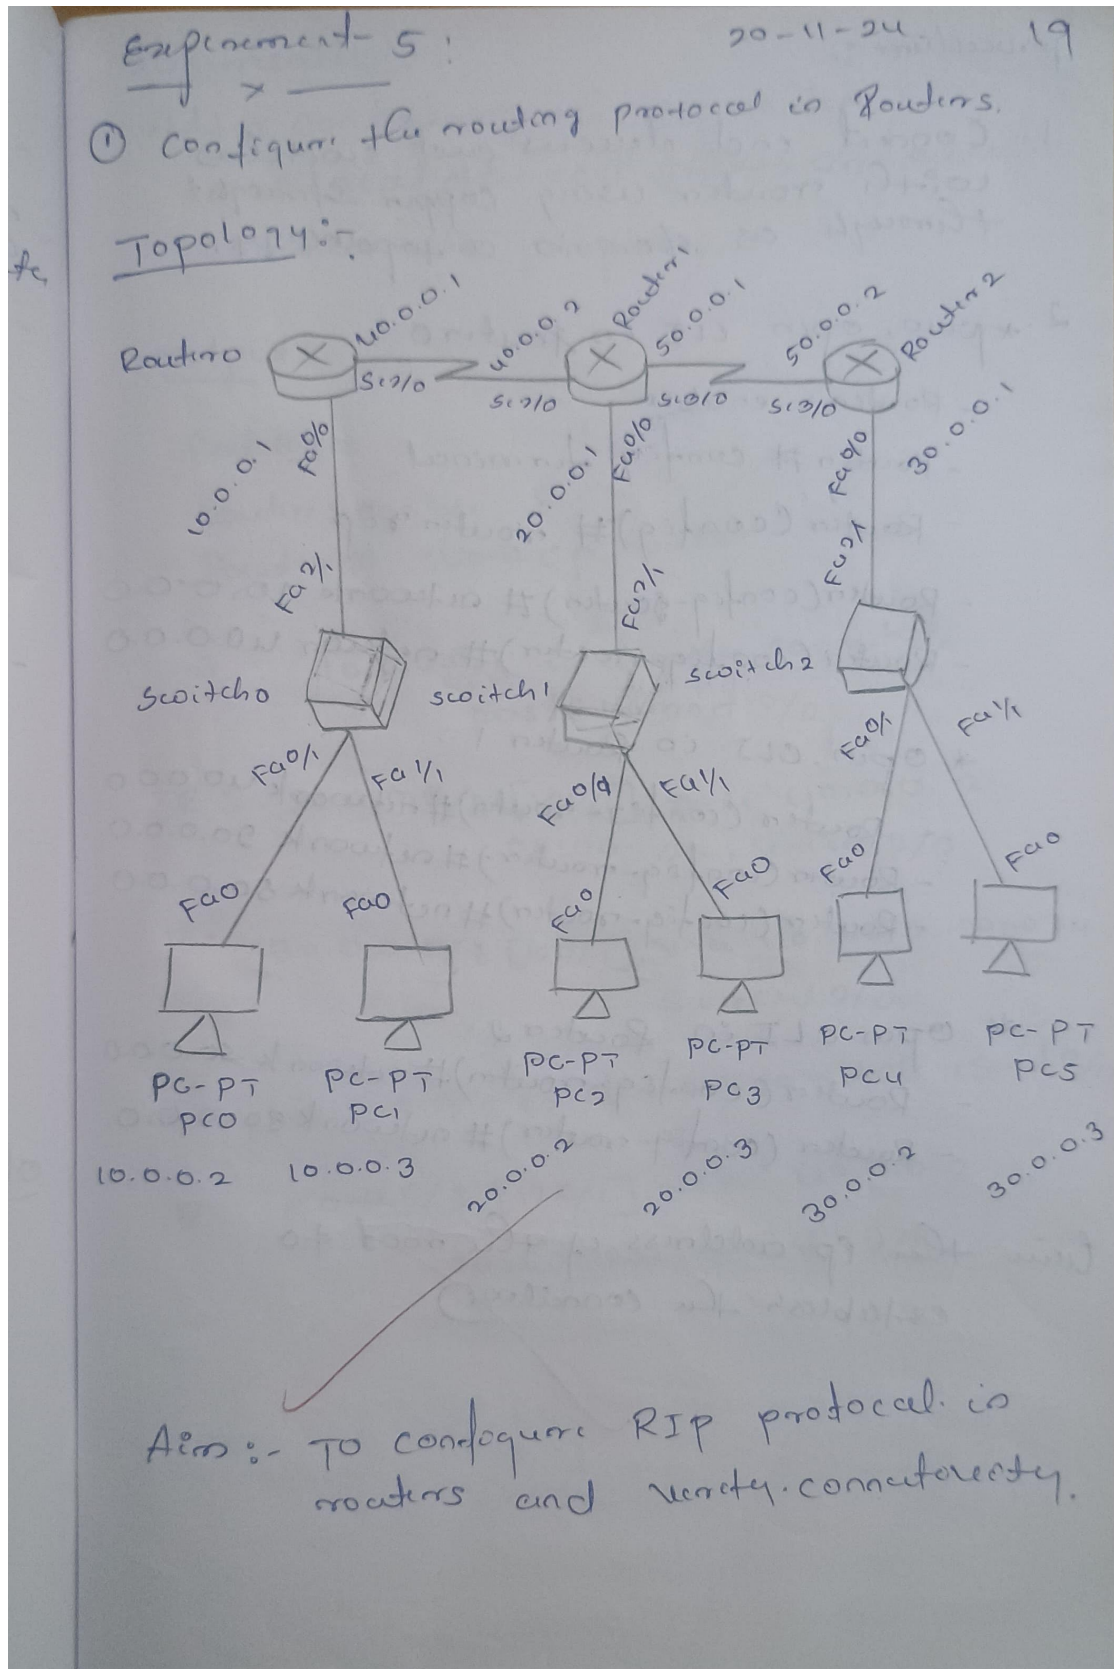 Experement- 5:
20-11-24
19
① Configure the routing protocal in Routers.
Topology:-
Router0
40.0.0.1
Se2/0
40.0.0.2
Se2/0
Router1
50.0.0.1
Se3/0
50.0.0.2
Se3/0
Router2
10.0.0.1
Fa0/0
20.0.0.1
Fa0/0
Fa0/0
30.0.0.1
Fa2/1
Fa2/1
Fa2/1
Switch0
Switch1
Switch2
Fa0/1
Fa1/1
Fa0/1
Fa1/1
Fa0/1
Fa1/1
Fa0
Fa0
Fa0
Fa0
Fa0
Fa0
PC-PT
PC0
PC-PT
PC1
PC-PT
PC2
PC-PT
PC3
PC-PT
PC4
PC-PT
PC5
10.0.0.2
10.0.0.3
20.0.0.2
20.0.0.3
30.0.0.2
30.0.0.3
Aim:- TO configure RIP protocal in
routers and verety connectivity.